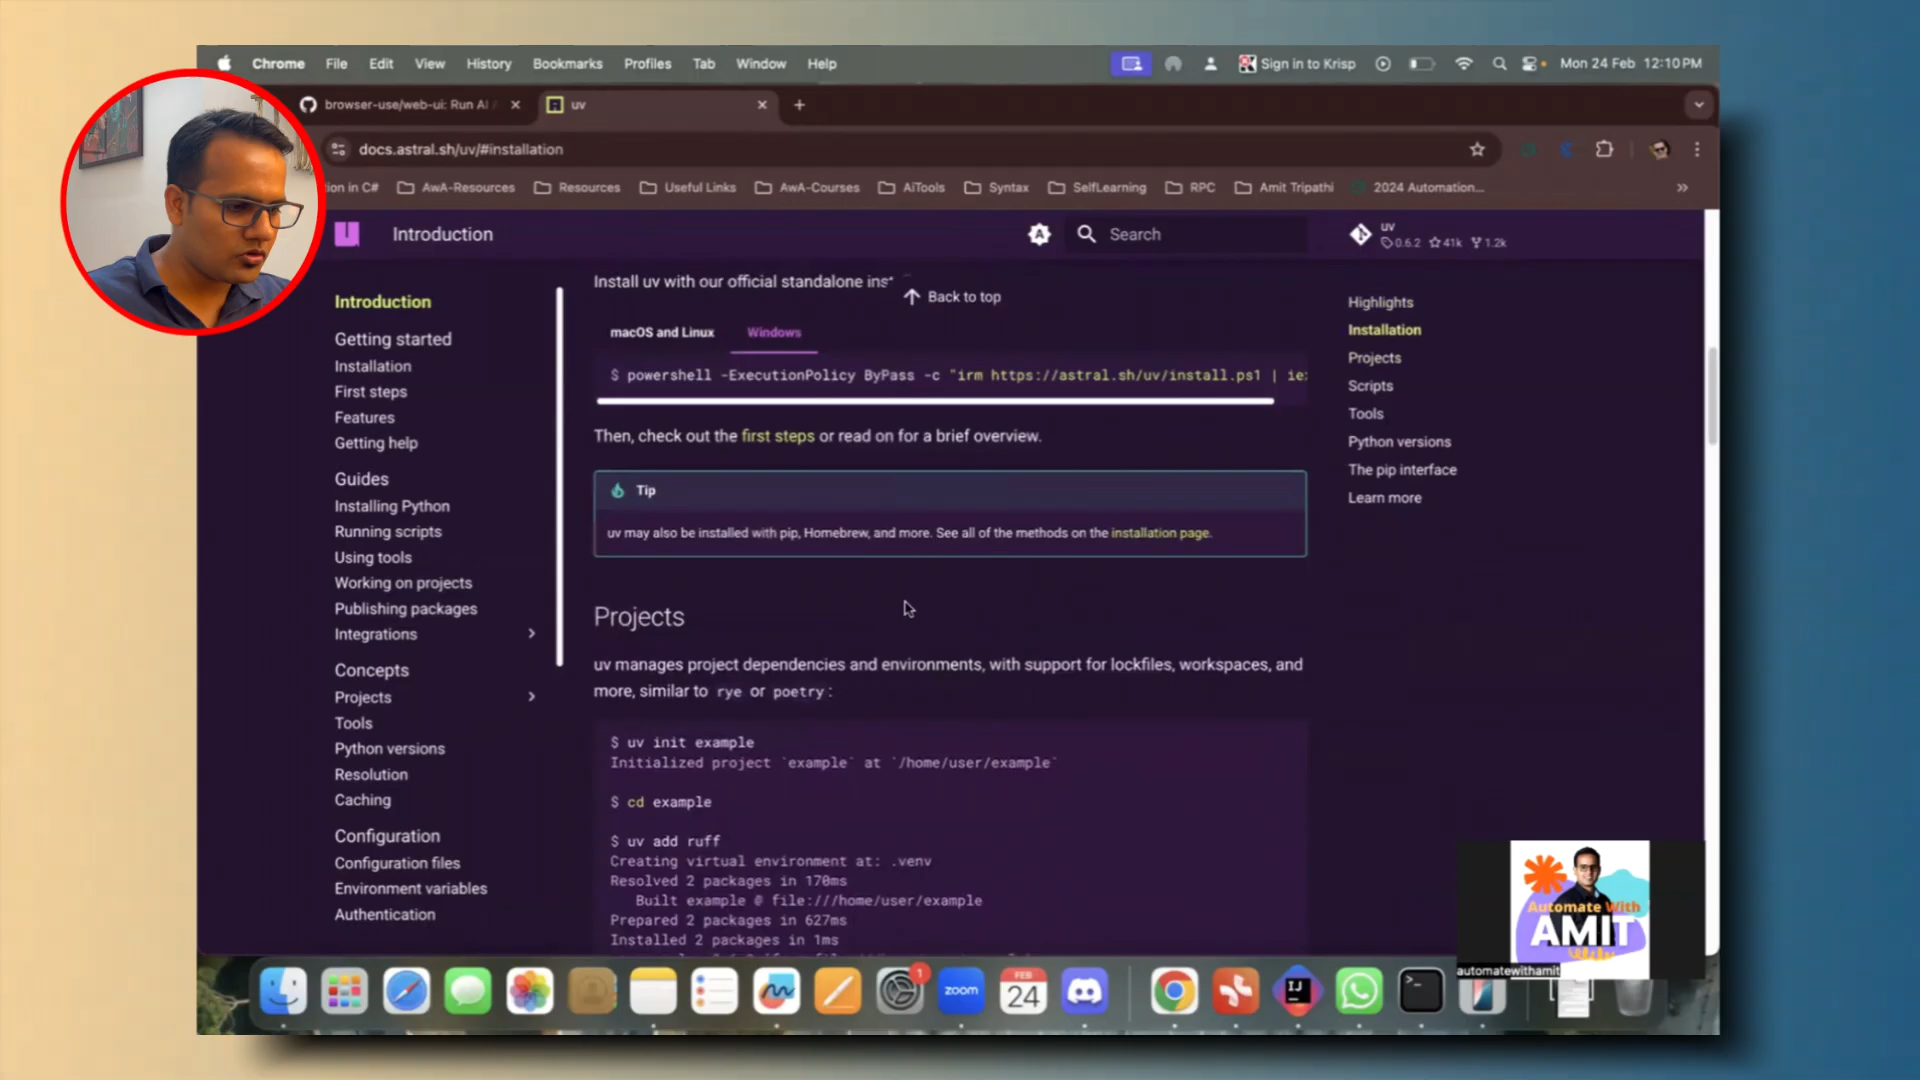 Chrome File Edit View History Bookmarks Profiles Tab Window Help
Sign in to Krisp
Mon 24 Feb 12:10PM
browser-use/web-ui: Run AI
uv
docs.astral.sh/uv/#installation
ion in C#
AwA-Resources
Resources
Useful Links
AwA-Courses
AiTools
Syntax
SelfLearning
RPC
Amit Tripathi
2024 Automation...
Introduction
Search
uv
0.6.2 41k 1.2k
Introduction
Getting started
Installation
First steps
Features
Getting help
Guides
Installing Python
Running scripts
Using tools
Working on projects
Publishing packages
Integrations
Concepts
Projects
Tools
Python versions
Resolution
Caching
Configuration
Configuration files
Environment variables
Authentication
Install uv with our official standalone inst
Back to top
macOS and Linux
Windows
$ powershell -ExecutionPolicy ByPass -c "irm https://astral.sh/uv/install.ps1 | iex
Then, check out the first steps or read on for a brief overview.
Tip
uv may also be installed with pip, Homebrew, and more. See all of the methods on the installation page.
Projects
uv manages project dependencies and environments, with support for lockfiles, workspaces, and
more, similar to rye or poetry:
$ uv init example
Initialized project `example` at `/home/user/example`
$ cd example
$ uv add ruff
Creating virtual environment at: .venv
Resolved 2 packages in 170ms
Built example @ file:///home/user/example
Prepared 2 packages in 627ms
Installed 2 packages in 1ms
Highlights
Installation
Projects
Scripts
Tools
Python versions
The pip interface
Learn more
Automate With
AMIT
automatewithamit
1
zoom
FEB
24
IJ